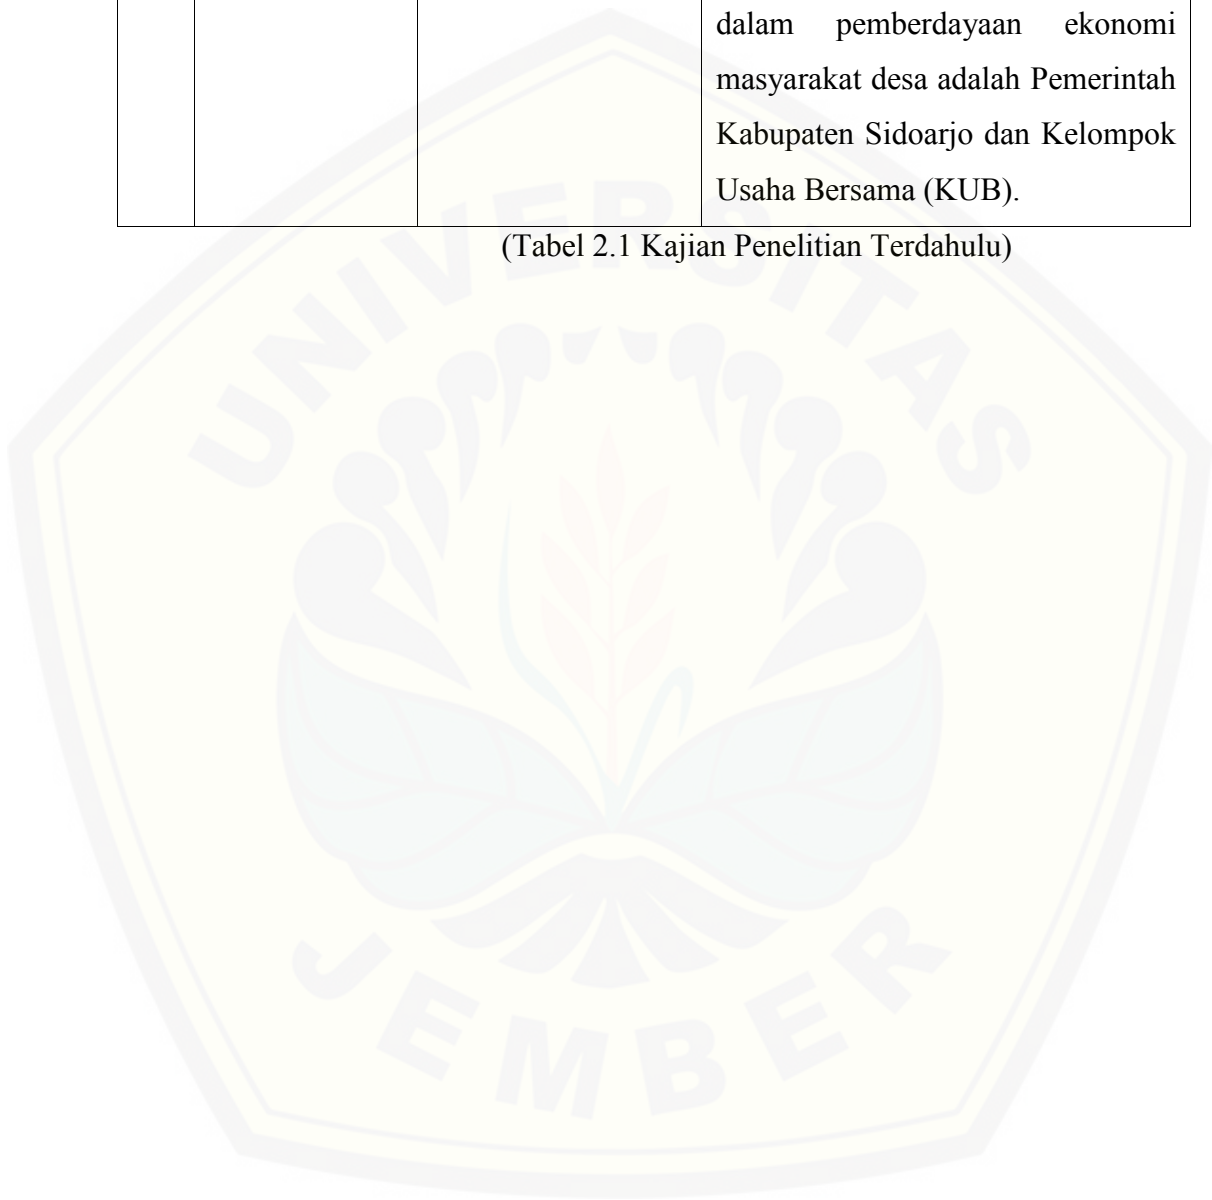 dalam pemberdayaan ekonomi
masyarakat desa adalah Pemerintah
Kabupaten Sidoarjo dan Kelompok
Usaha Bersama (KUB).
(Tabel 2.1 Kajian Penelitian Terdahulu)
UNIVERSITAS
JEMBER